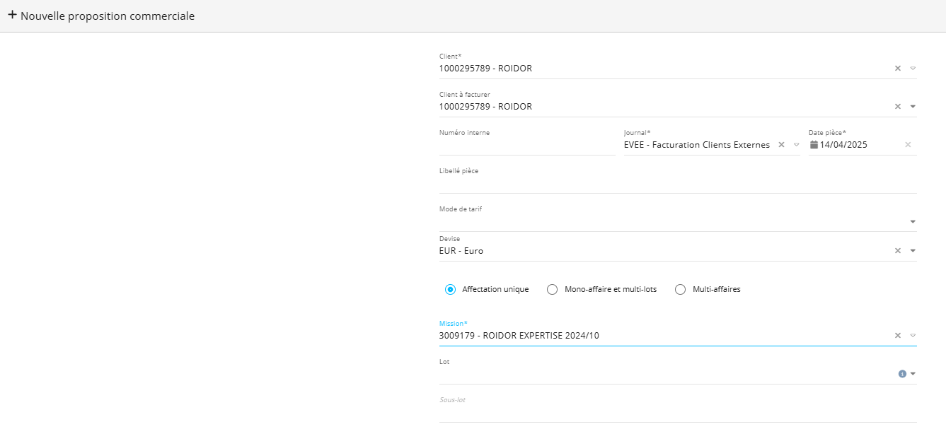 + Nouvelle proposition commerciale
Client*
1000295789 - ROIDOR
Client à facturer
1000295789 - ROIDOR
Numéro interne Journal* Date pièce*
EVEE - Facturation Clients Externes 14/04/2025
Libellé pièce
Mode de tarif
Devise
EUR - Euro
Affectation unique Mono-affaire et multi-lots Multi-affaires
Mission*
3009179 - ROIDOR EXPERTISE 2024/10
Lot
Sous-lot